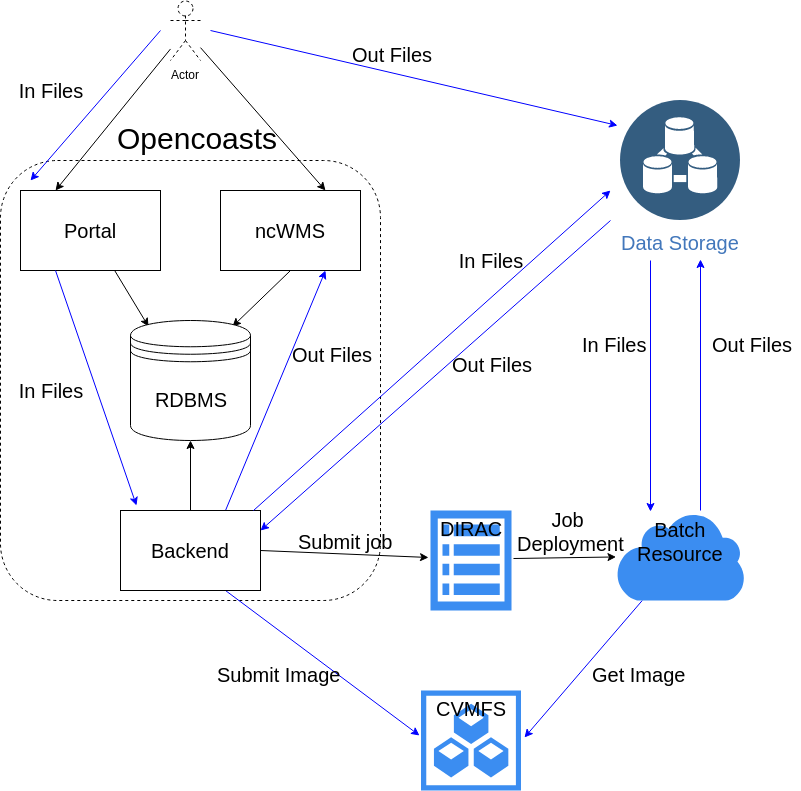 Out Files
Actor
In Files
Opencoasts
Portal
ncWMS
Data Storage
In Files
In Files
Out Files
Out Files
Out Files
In Files
RDBMS
DIRAC
Job
Deployment
Batch
Resource
Submit job
Backend
Submit Image
Get Image
CVMFS